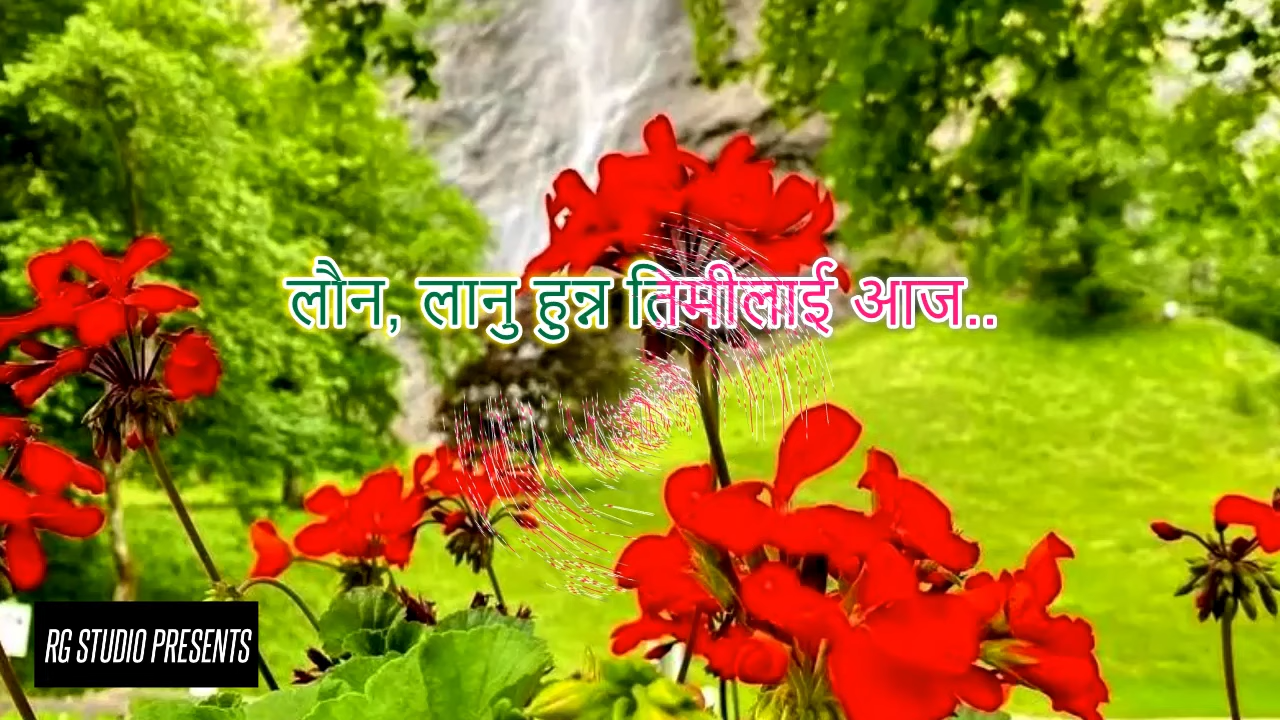 लौन, लानु हुन्न तिमीलाई आज..
RG STUDIO PRESENTS